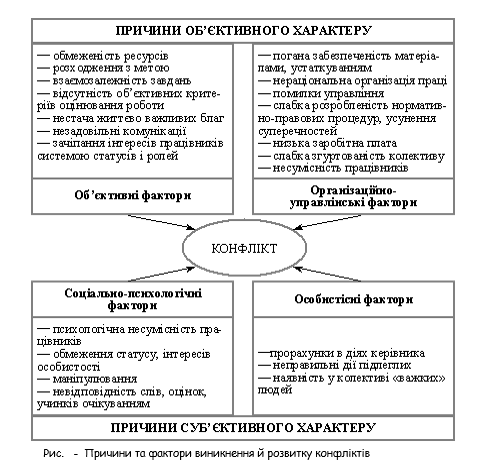 ПРИЧИНИ ОБ’ЄКТИВНОГО ХАРАКТЕРУ
— обмеженість ресурсів
— розходження з метою
— взаємозалежність завдань
— відсутність об’єктивних крите-
ріїв оцінювання роботи
— нестача життєво важливих благ
— незадовільні комунікації
— зачіпання інтересів працівників
системою статусів і ролей
Об’єктивні фактори
— погана забезпеченість матеріа-
лами, устаткуванням
— нераціональна організація праці
— помилки управління
— слабка розробленість норматив-
но-правових процедур, усунення
суперечностей
— низька заробітна плата
— слабка згуртованість колективу
— несумісність працівників
Організаційно-
управлінські фактори
КОНФЛІКТ
Соціально-психологічні
фактори
— психологічна несумісність пра-
цівників
— обмеження статусу, інтересів
особистості
— маніпулювання
— невідповідність слів, оцінок,
учинків очікуванням
Особистісні фактори
—прорахунки в діях керівника
— неправильні дії підлеглих
— наявність у колективі «важких»
людей
ПРИЧИНИ СУБ’ЄКТИВНОГО ХАРАКТЕРУ
Рис. - Причини та фактори виникнення й розвитку конфліктів